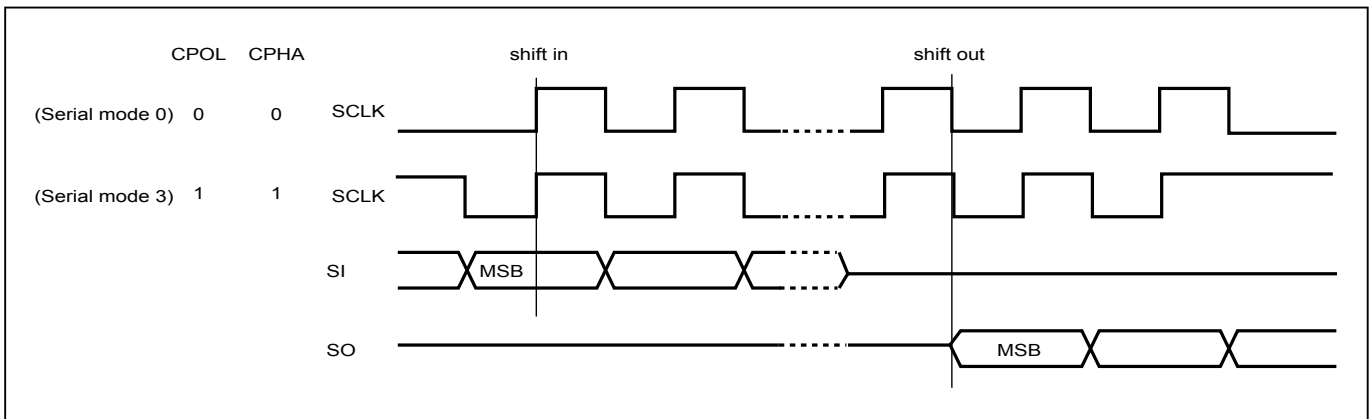 CPOL CPHA shift in shift out
(Serial mode 0) 0 0 SCLK
(Serial mode 3) 1 1 SCLK
SI MSB
SO MSB